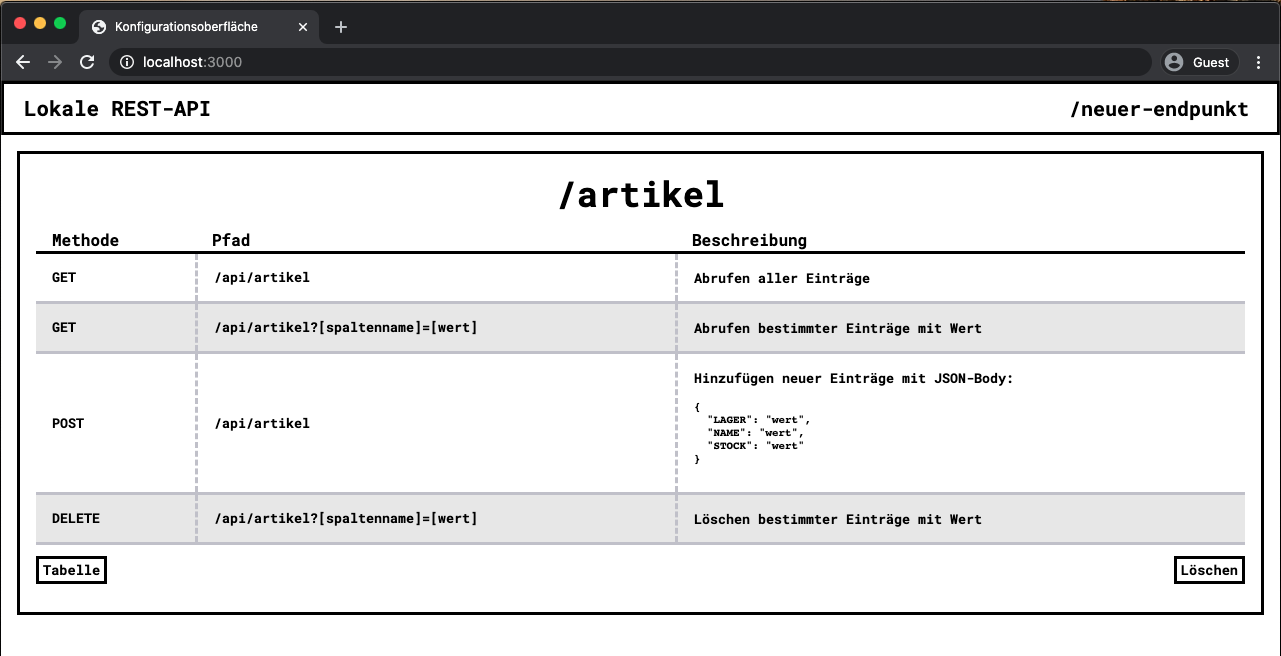 Konfigurationsoberfläche
localhost:3000
Guest
Lokale REST-API
/neuer-endpunkt
/artikel
Methode Pfad Beschreibung
GET /api/artikel Abrufen aller Einträge
GET /api/artikel?[spaltenname]=[wert] Abrufen bestimmter Einträge mit Wert
POST /api/artikel Hinzufügen neuer Einträge mit JSON-Body:
{
"LAGER": "wert",
"NAME": "wert",
"STOCK": "wert"
}
DELETE /api/artikel?[spaltenname]=[wert] Löschen bestimmter Einträge mit Wert
Tabelle
Löschen